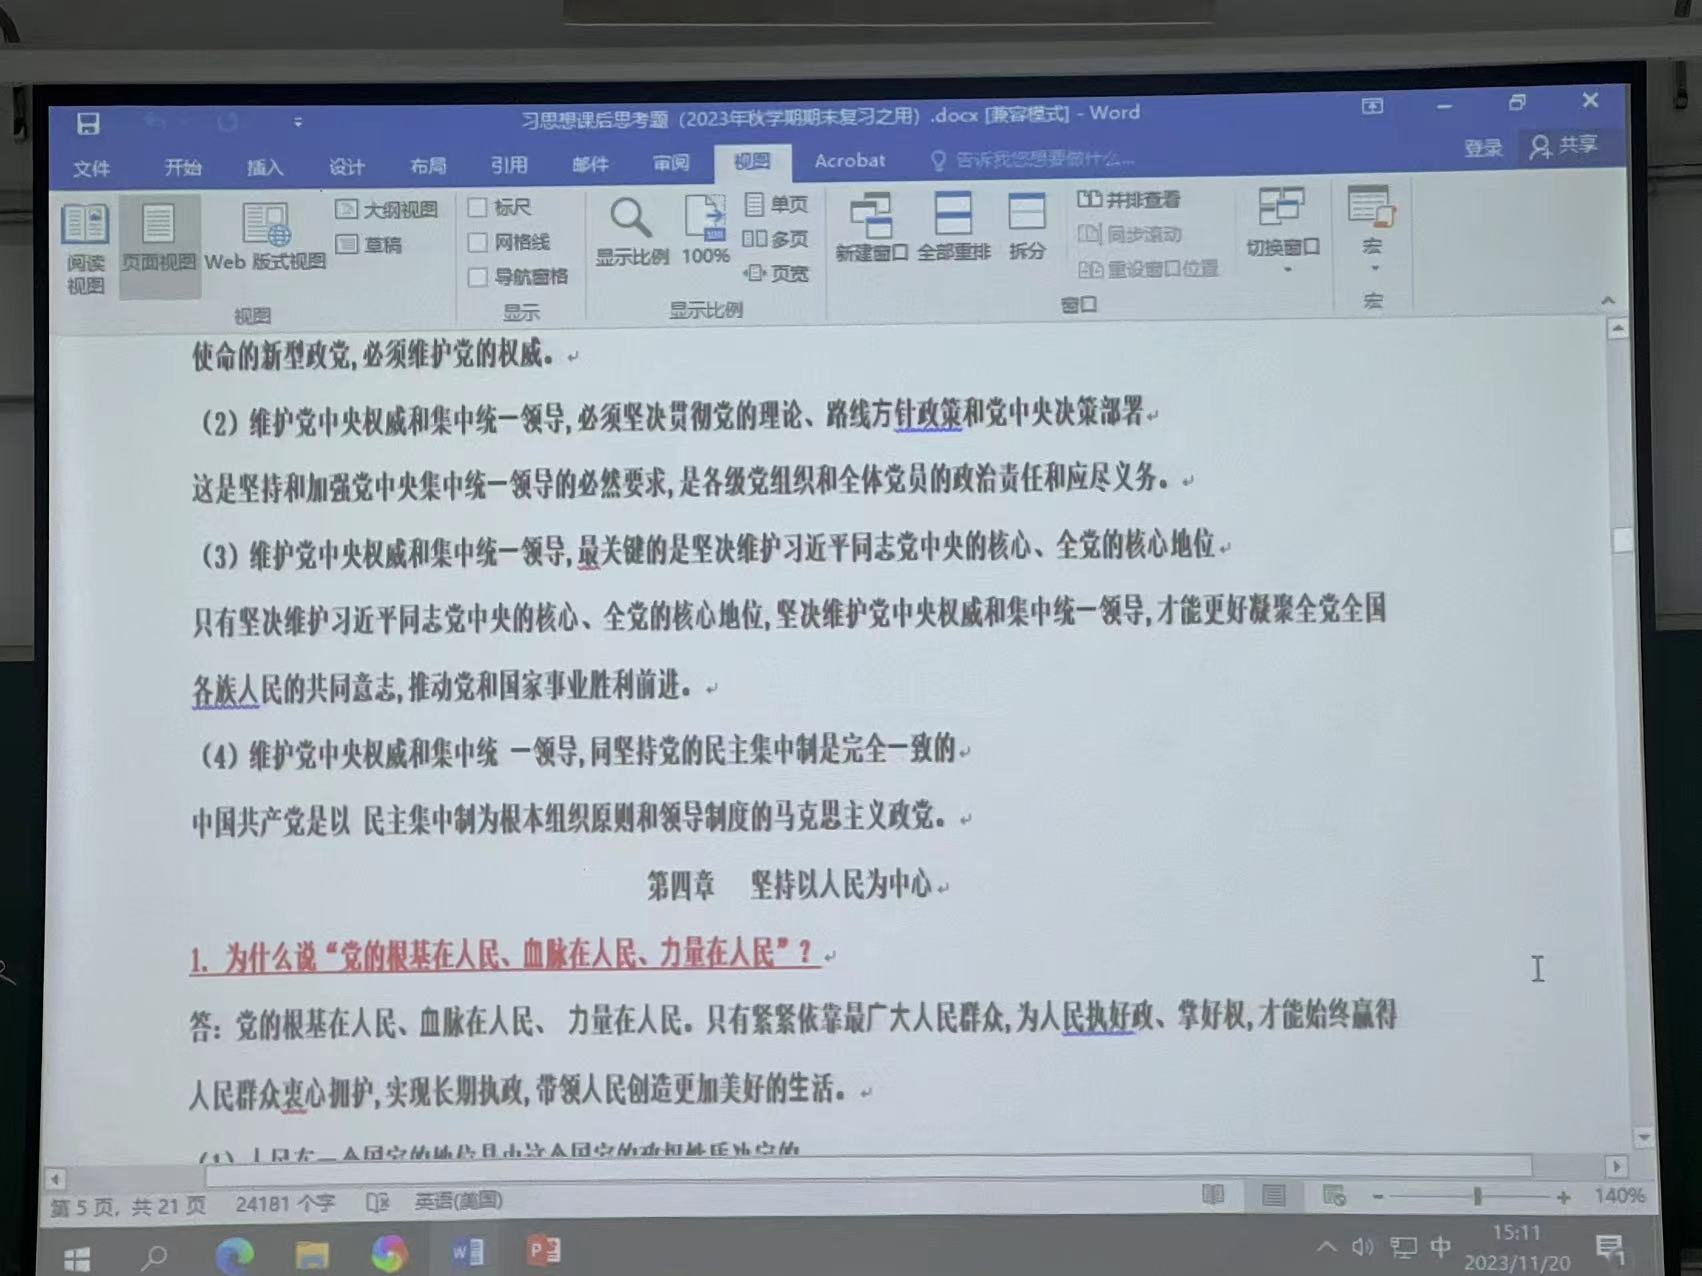 习思想课后思考题（2023年秋学期期末复习之用）.docx [兼容模式] - Word
文件 开始 插入 设计 布局 引用 邮件 审阅 视图 Acrobat 告诉我您想要做什么... 登录 共享
阅读视图 页面视图 Web 版式视图 大纲视图 草稿
视图
标尺
网格线
导航窗格
显示
显示比例 100% 单页 多页 页宽
显示比例
新建窗口 全部重排 拆分 并排查看 同步滚动 重设窗口位置 切换窗口
窗口
宏
宏
使命的新型政党,必须维护党的权威。
（2）维护党中央权威和集中统一领导,必须坚决贯彻党的理论、路线方针政策和党中央决策部署
这是坚持和加强党中央集中统一领导的必然要求,是各级党组织和全体党员的政治责任和应尽义务。
（3）维护党中央权威和集中统一领导,最关键的是坚决维护习近平同志党中央的核心、全党的核心地位
只有坚决维护习近平同志党中央的核心、全党的核心地位,坚决维护党中央权威和集中统一领导,才能更好凝聚全党全国
各族人民的共同意志,推动党和国家事业胜利前进。
（4）维护党中央权威和集中统 一领导,同坚持党的民主集中制是完全一致的
中国共产党是以 民主集中制为根本组织原则和领导制度的马克思主义政党。
第四章 坚持以人民为中心
1. 为什么说“党的根基在人民、血脉在人民、力量在人民”？
答：党的根基在人民、血脉在人民、 力量在人民。只有紧紧依靠最广大人民群众,为人民执好政、掌好权,才能始终赢得
人民群众衷心拥护,实现长期执政,带领人民创造更加美好的生活。
（1）人民在一个国家的地位是由这个国家的政权性质决定的
第 5 页，共 21 页 24181 个字 英语(美国) 140%
中 15:11
2023/11/20
1